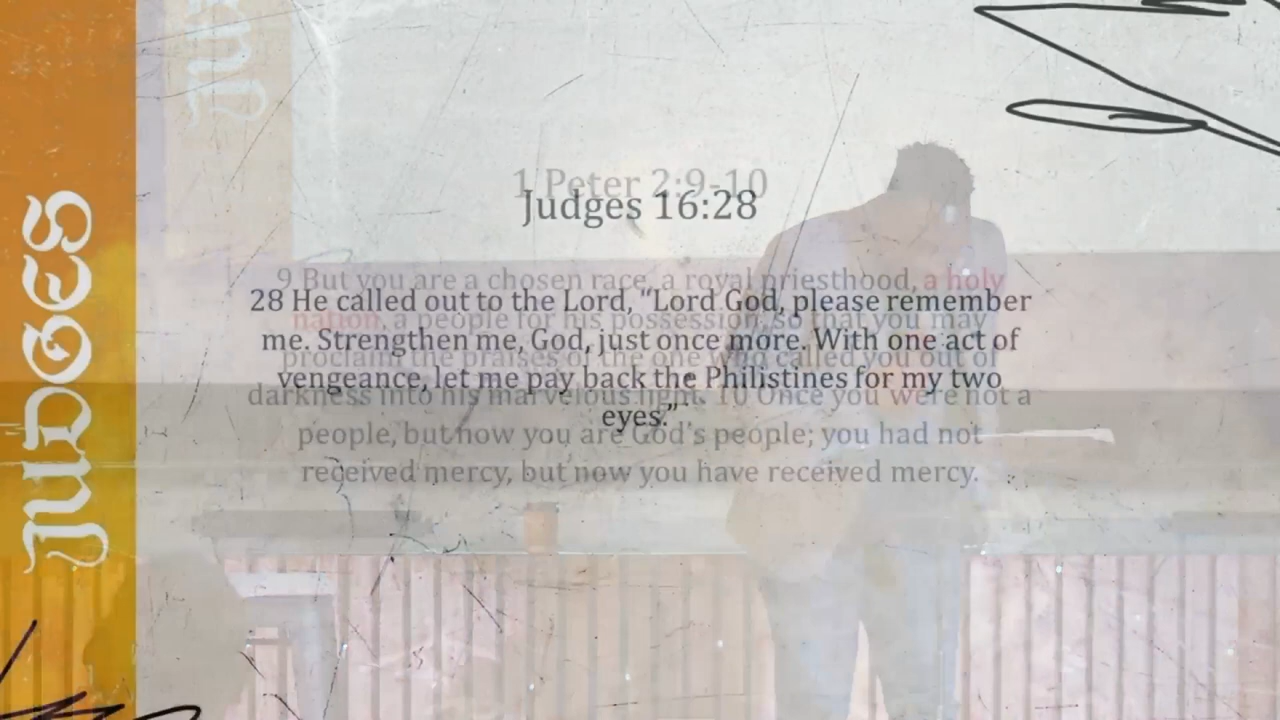 JUDGES
Ju
1 Peter 2:9-10
Judges 16:28
9 But you are a chosen race, a royal priesthood, a holy
nation, a people for his possession, so that you may
proclaim the praises of the one who called you out of
darkness into his marvelous light. 10 Once you were not a
people, but now you are God's people; you had not
received mercy, but now you have received mercy.
28 He called out to the Lord, “Lord God, please remember
me. Strengthen me, God, just once more. With one act of
vengeance, let me pay back the Philistines for my two
eyes.”